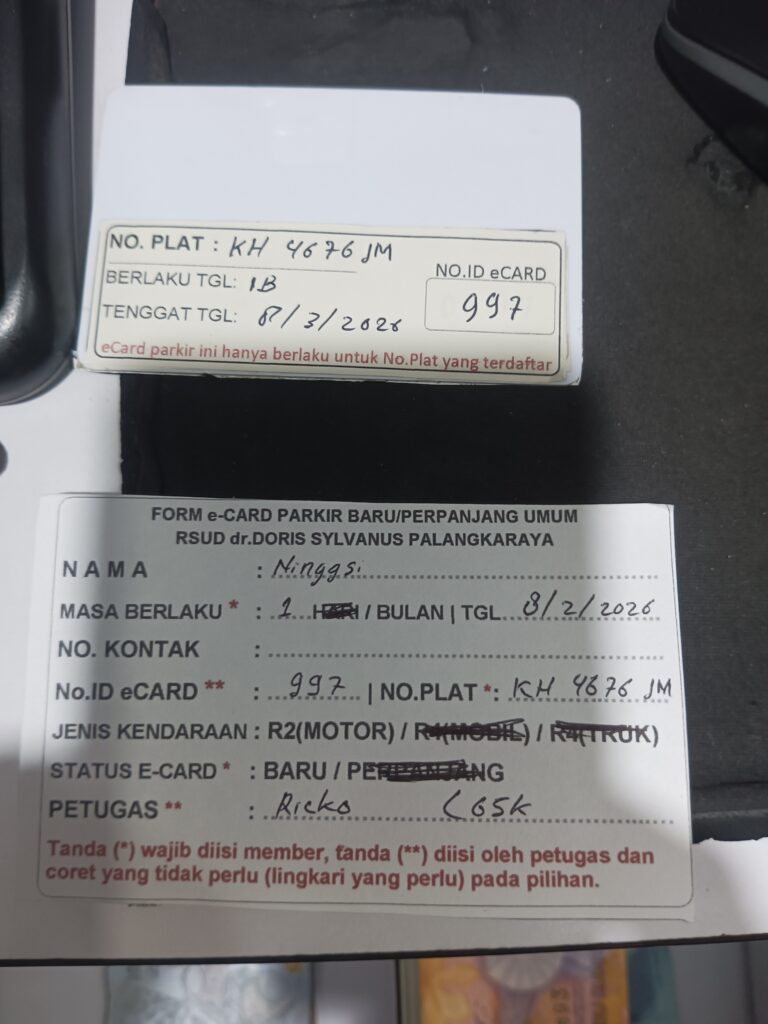 NO. PLAT : KH 4676 JM
BERLAKU TGL: 1B
NO.ID eCARD
997
TENGGAT TGL: 8/3/2026
eCard parkir ini hanya berlaku untuk No.Plat yang terdaftar
FORM e-CARD PARKIR BARU/PERPANJANG UMUM
RSUD dr.DORIS SYLVANUS PALANGKARAYA
NAMA : Ninggsi
MASA BERLAKU * : 1 HARI / BULAN | TGL 8/2/2026
NO. KONTAK :
No.ID eCARD ** : 997 | NO.PLAT *: KH 4676 JM
JENIS KENDARAAN : R2(MOTOR) / R4(MOBIL) / R4(TRUK)
STATUS E-CARD * : BARU / PERPANJANG
PETUGAS ** : Ricko 65k
Tanda (*) wajib diisi member, tanda (**) diisi oleh petugas dan
coret yang tidak perlu (lingkari yang perlu) pada pilihan.